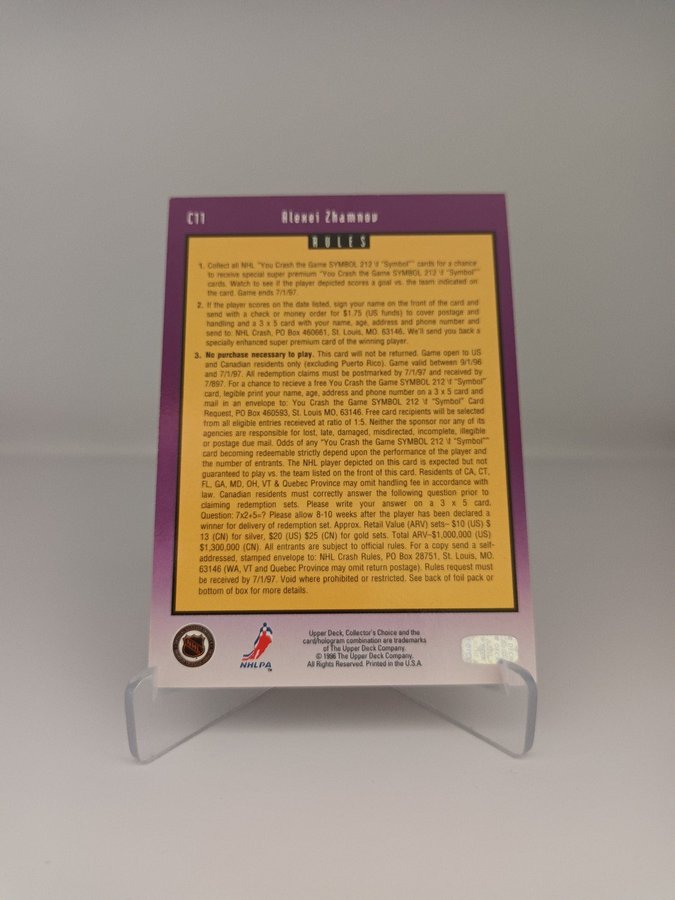 C11
Alexei Zhamnov
RULES
1. Collect all NHL "You Crash the Game SYMBOL 212 \f "Symbol"" cards for a chance
to receive special super premium "You Crash the Game SYMBOL 212 \f "Symbol"
cards. Watch to see if the player depicted scores a goal vs. the team indicated on
the card. Game ends 7/1/97.
2. If the player scores on the date listed, sign your name on the front of the card and
send with a check or money order for $1.75 (US funds) to cover postage and
handling and a 3 x 5 card with your name, age, address and phone number and
send to: NHL Crash, PO Box 460661, St. Louis, MO. 63146. We'll send you back a
specially enhanced super premium card of the winning player.
3. No purchase necessary to play. This card will not be returned. Game open to US
and Canadian residents only (excluding Puerto Rico). Game valid between 9/1/96
and 7/1/97. All redemption claims must be postmarked by 7/1/97 and received by
7/897. For a chance to recieve a free You Crash the Game SYMBOL 212 \f "Symbol"
card, legible print your name, age, address and phone number on a 3 x 5 card and
mail in an envelope to: You Crash the Game SYMBOL 212 \f "Symbol" Card
Request, PO Box 460593, St. Louis MO, 63146. Free card recipients will be selected
from all eligible entries receieved at ratio of 1:5. Neither the sponsor nor any of its
agencies are responsible for lost, late, damaged, misdirected, incomplete, illegible
or postage due mail. Odds of any "You Crash the Game SYMBOL 212 \f "Symbol""
card becoming redeemable strictly depend upon the performance of the player and
the number of entrants. The NHL player depicted on this card is expected but not
guaranteed to play vs. the team listed on the front of this card. Residents of CA, CT,
FL, GA, MD, OH, VT & Quebec Province may omit handling fee in accordance with
law. Canadian residents must correctly answer the following question prior to
claiming redemption sets. Please write your answer on a 3 x 5 card.
Question: 7x2+5=? Please allow 8-10 weeks after the player has been declared a
winner for delivery of redemption set. Approx. Retail Value (ARV) sets– $10 (US) $
13 (CN) for silver, $20 (US) $25 (CN) for gold sets. Total ARV–$1,000,000 (US)
$1,300,000 (CN). All entrants are subject to official rules. For a copy send a self-
addressed, stamped envelope to: NHL Crash Rules, PO Box 28751, St. Louis, MO.
63146 (WA, VT and Quebec Province may omit return postage). Rules request must
be received by 7/1/97. Void where prohibited or restricted. See back of foil pack or
bottom of box for more details.
NHL
NHLPA
TM
Upper Deck, Collector's Choice and the
card/hologram combination are trademarks
of The Upper Deck Company.
© 1996 The Upper Deck Company.
All Rights Reserved. Printed in the U.S.A.